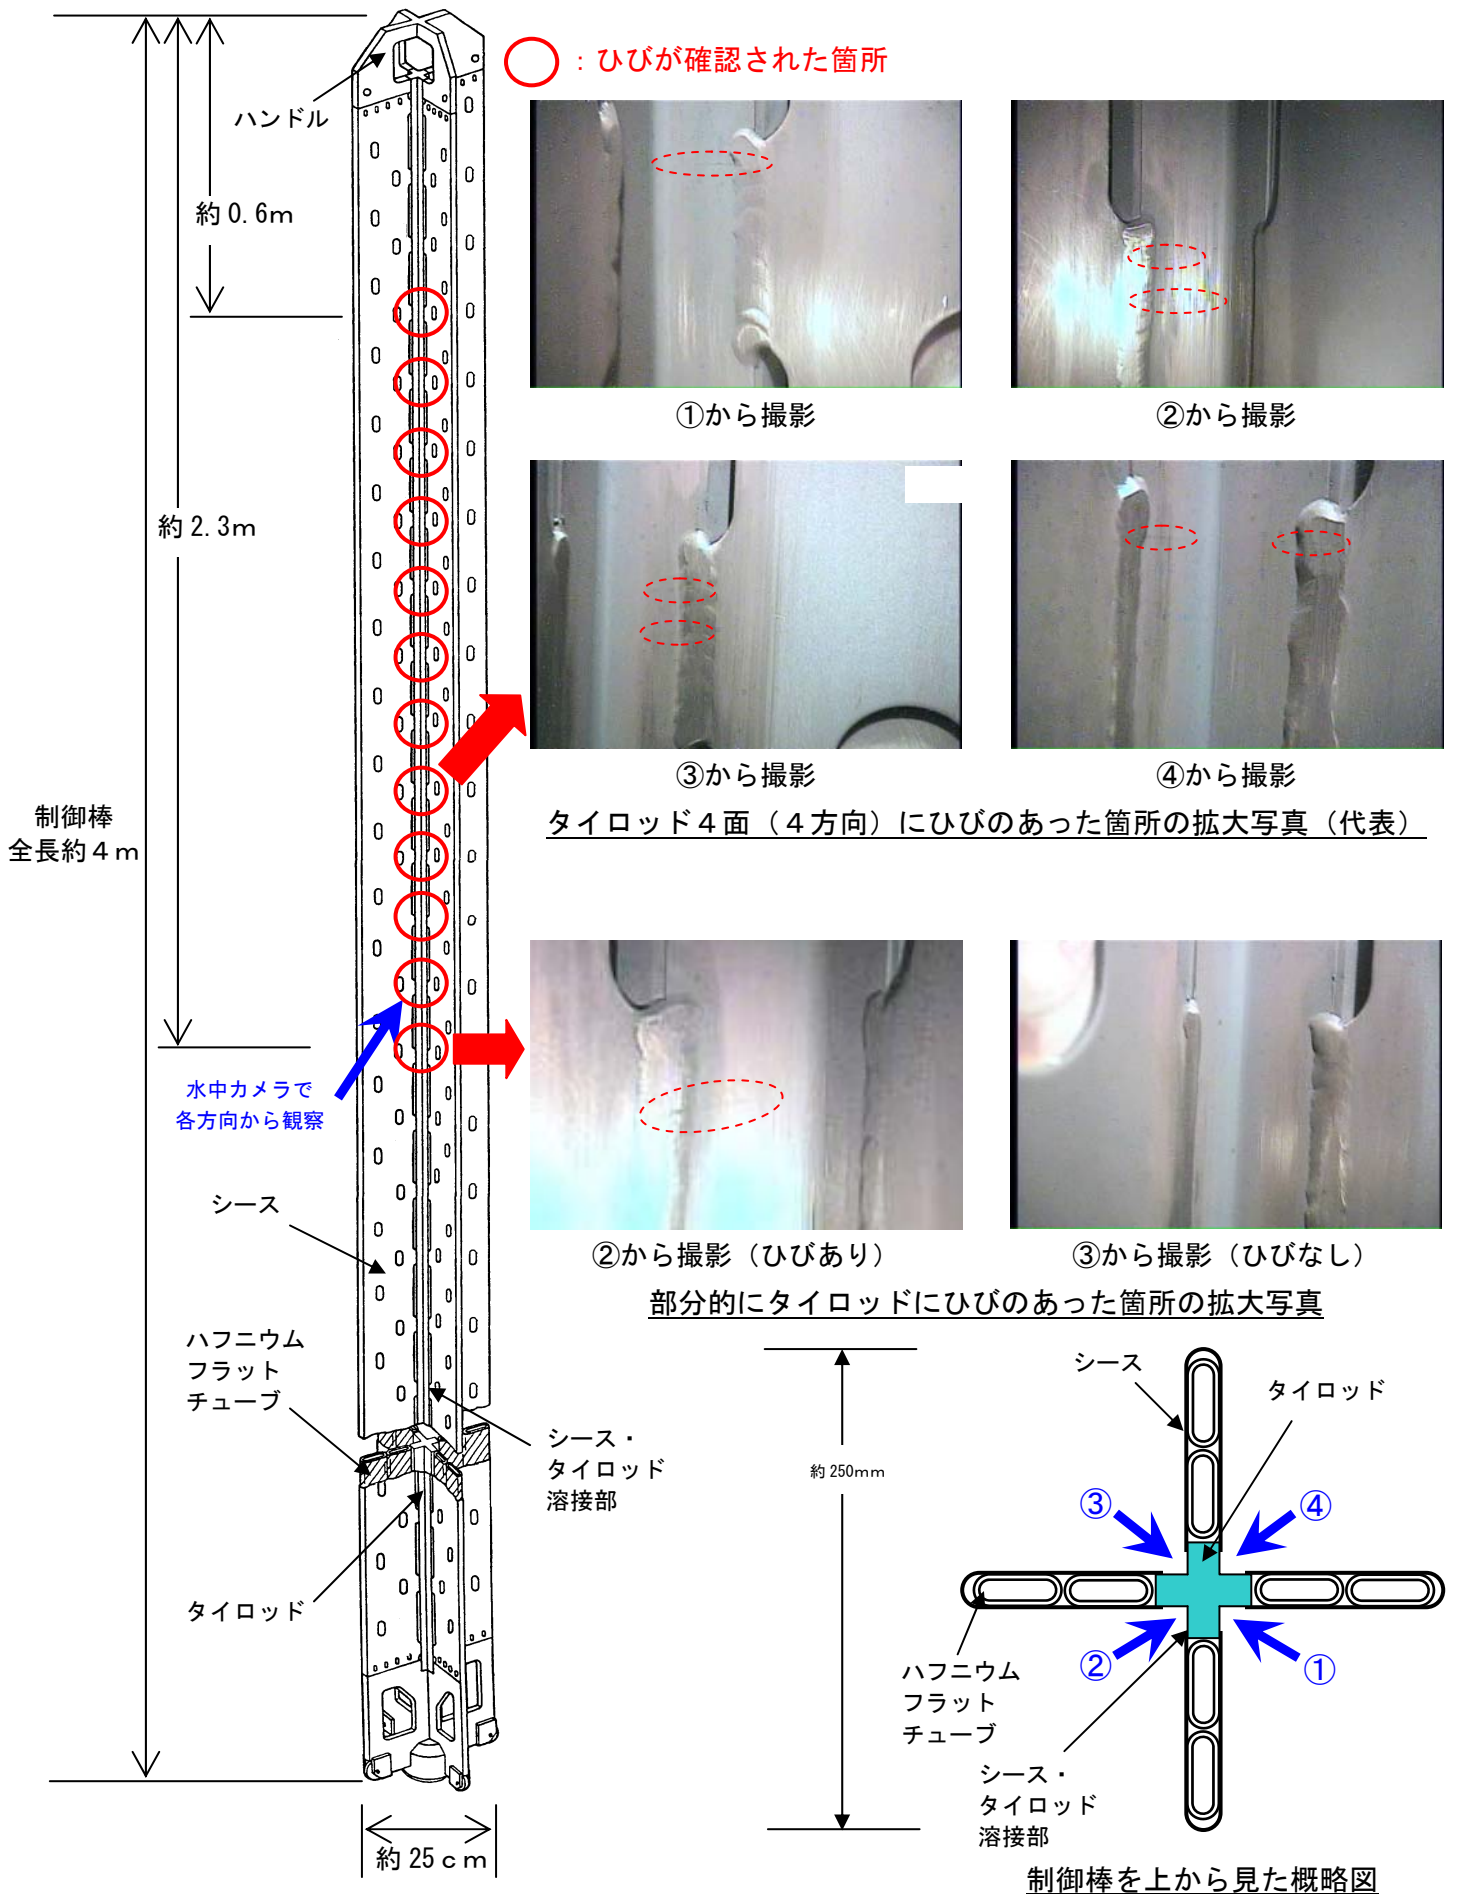 ：ひびが確認された箇所
ハンドル
約0.6m
約2.3m
制御棒
全長約４m
①から撮影
②から撮影
③から撮影
④から撮影
タイロッド４面（４方向）にひびのあった箇所の拡大写真（代表）
水中カメラで
各方向から観察
②から撮影（ひびあり）
③から撮影（ひびなし）
部分的にタイロッドにひびのあった箇所の拡大写真
シース
ハフニウム
フラット
チューブ
シース・
タイロッド
溶接部
タイロッド
約25ｃｍ
約250mm
シース
タイロッド
③
④
②
①
ハフニウム
フラット
チューブ
シース・
タイロッド
溶接部
制御棒を上から見た概略図